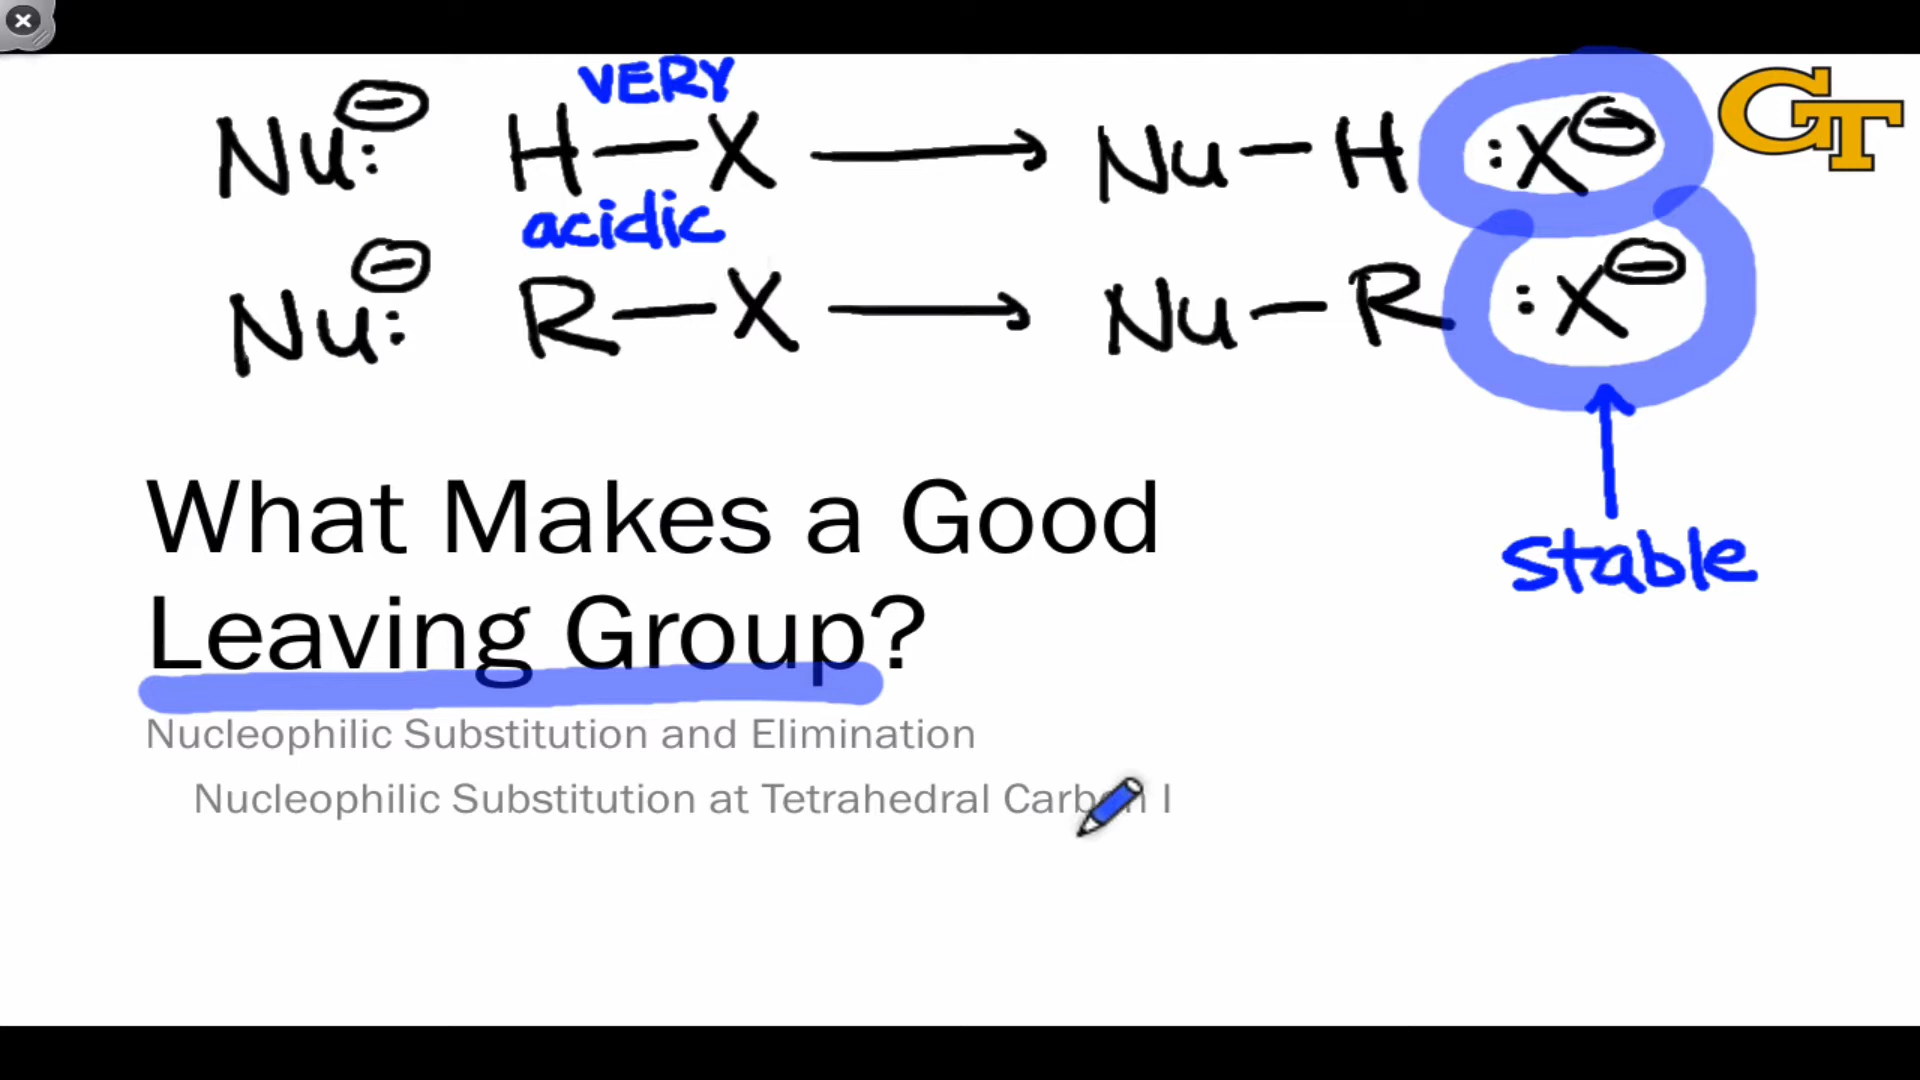 VERY
Nu:⊖ H—X → Nu—H :X⊖
acidic
Nu:⊖ R—X → Nu—R :X⊖
stable
What Makes a Good
Leaving Group?
Nucleophilic Substitution and Elimination
Nucleophilic Substitution at Tetrahedral Carbon I
GT